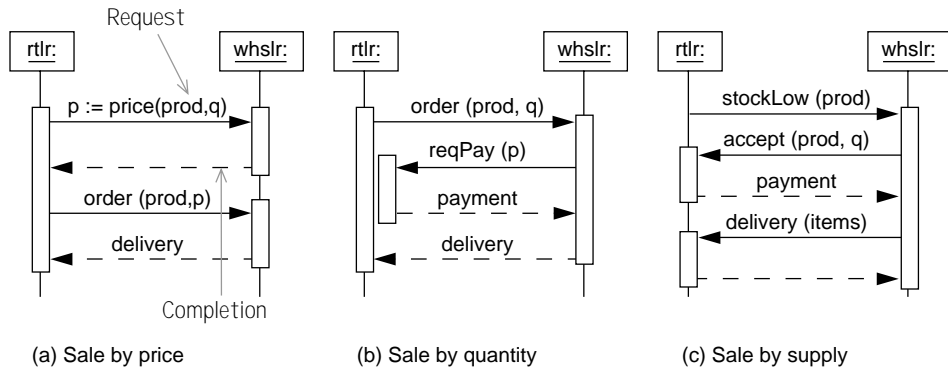 Request
rtlr:
whslr:
p := price(prod,q)
order (prod,p)
delivery
Completion
(a) Sale by price
rtlr:
whslr:
order (prod, q)
reqPay (p)
payment
delivery
(b) Sale by quantity
rtlr:
whslr:
stockLow (prod)
accept (prod, q)
payment
delivery (items)
(c) Sale by supply